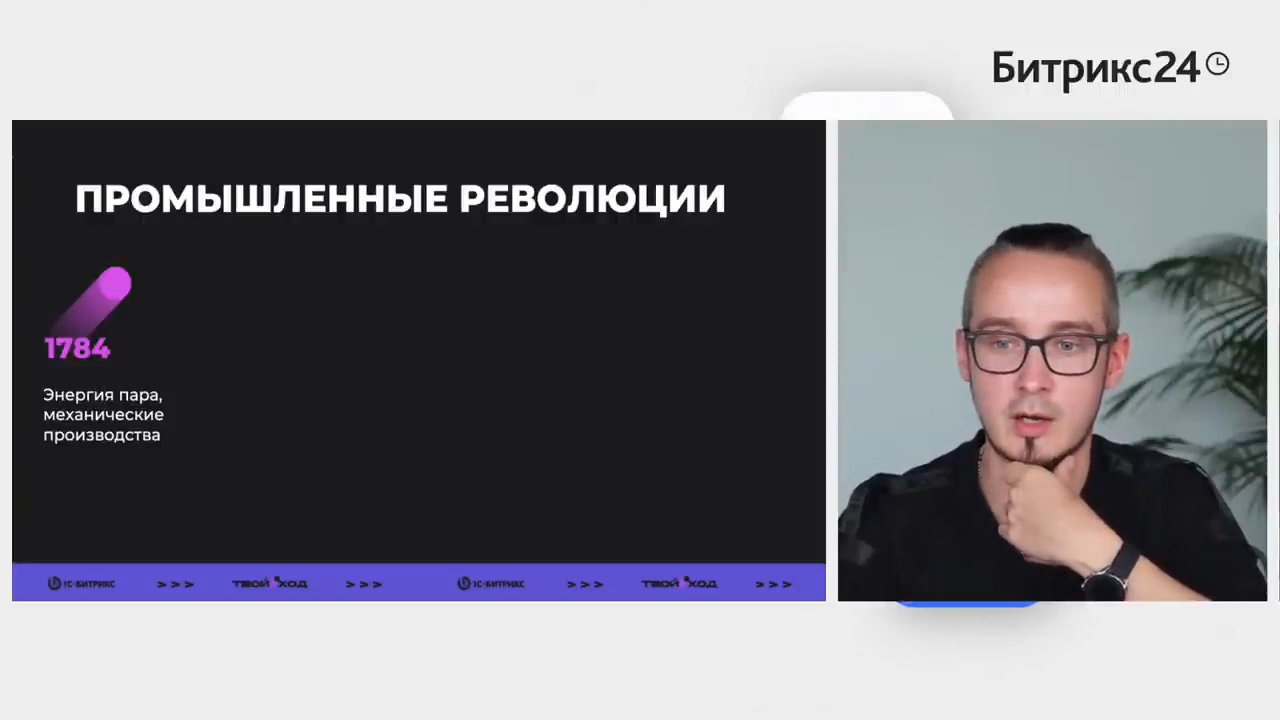 Битрикс24
ПРОМЫШЛЕННЫЕ РЕВОЛЮЦИИ
1784
Энергия пара,
механические
производства
1С-БИТРИКС > > > ТВОЙ ХОД > > > 1С-БИТРИКС > > > ТВОЙ ХОД > > >